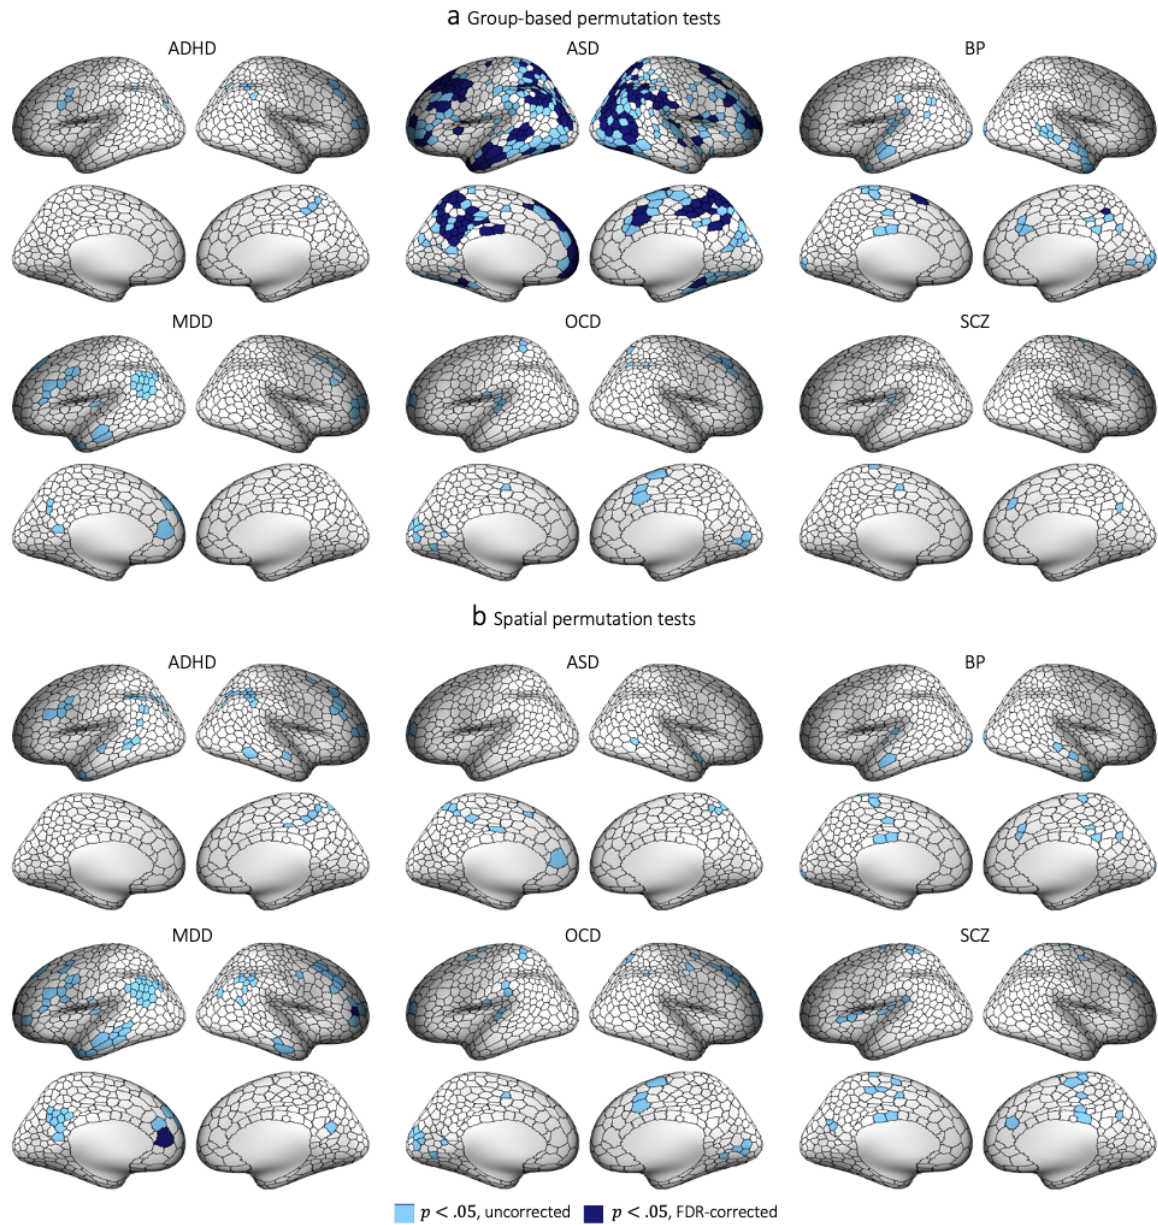 a Group-based permutation tests
ADHD ASD BP
MDD OCD SCZ
b Spatial permutation tests
ADHD ASD BP
MDD OCD SCZ
p < .05, uncorrected p < .05, FDR-corrected